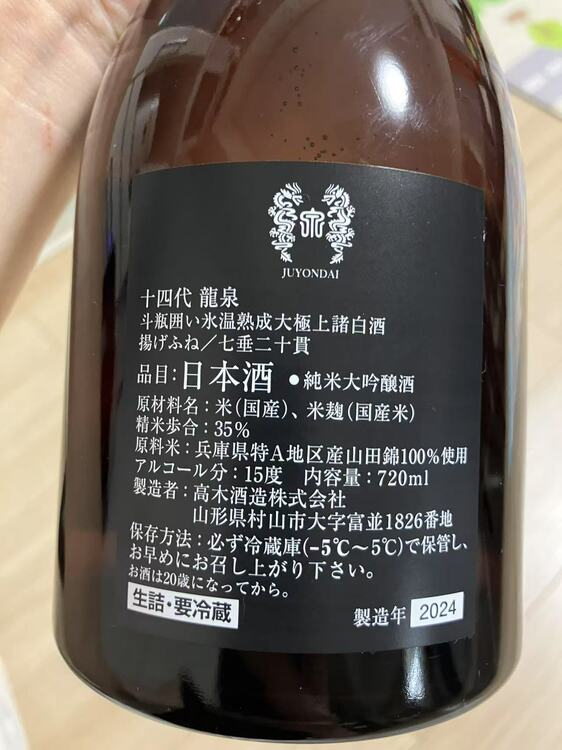 JUYONDAI
十四代 龍泉
斗瓶囲い氷温熟成大極上諸白酒
揚げふね／七垂二十貫
品目：日本酒 ●純米大吟醸酒
原材料名：米（国産）、米麹（国産米）
精米歩合：35%
原料米：兵庫県特A地区産山田錦100%使用
アルコール分：15度 内容量：720ml
製造者：高木酒造株式会社
山形県村山市大字富並1826番地
保存方法：必ず冷蔵庫(−5℃〜5℃)で保管し、
お早めにお召し上がり下さい。
お酒は20歳になってから。
生詰・要冷蔵
製造年 2024